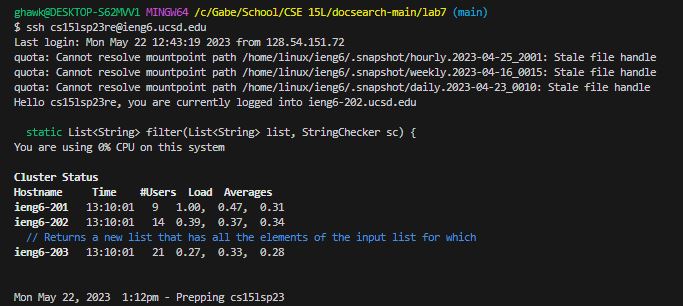 ghawk@DESKTOP-S62MVV1 MINGW64 /c/Gabe/School/CSE 15L/docsearch-main/lab7 (main)
$ ssh cs15lsp23re@ieng6.ucsd.edu
Last login: Mon May 22 12:43:19 2023 from 128.54.151.72
quota: Cannot resolve mountpoint path /home/linux/ieng6/.snapshot/hourly.2023-04-25_2001: Stale file handle
quota: Cannot resolve mountpoint path /home/linux/ieng6/.snapshot/weekly.2023-04-16_0015: Stale file handle
quota: Cannot resolve mountpoint path /home/linux/ieng6/.snapshot/daily.2023-04-23_0010: Stale file handle
Hello cs15lsp23re, you are currently logged into ieng6-202.ucsd.edu
static List<String> filter(List<String> list, StringChecker sc) {
You are using 0% CPU on this system
Cluster Status
Hostname Time #Users Load Averages
ieng6-201 13:10:01 9 1.00, 0.47, 0.31
ieng6-202 13:10:01 14 0.39, 0.37, 0.34
// Returns a new list that has all the elements of the input list for which
ieng6-203 13:10:01 21 0.27, 0.33, 0.28
Mon May 22, 2023 1:12pm - Prepping cs15lsp23